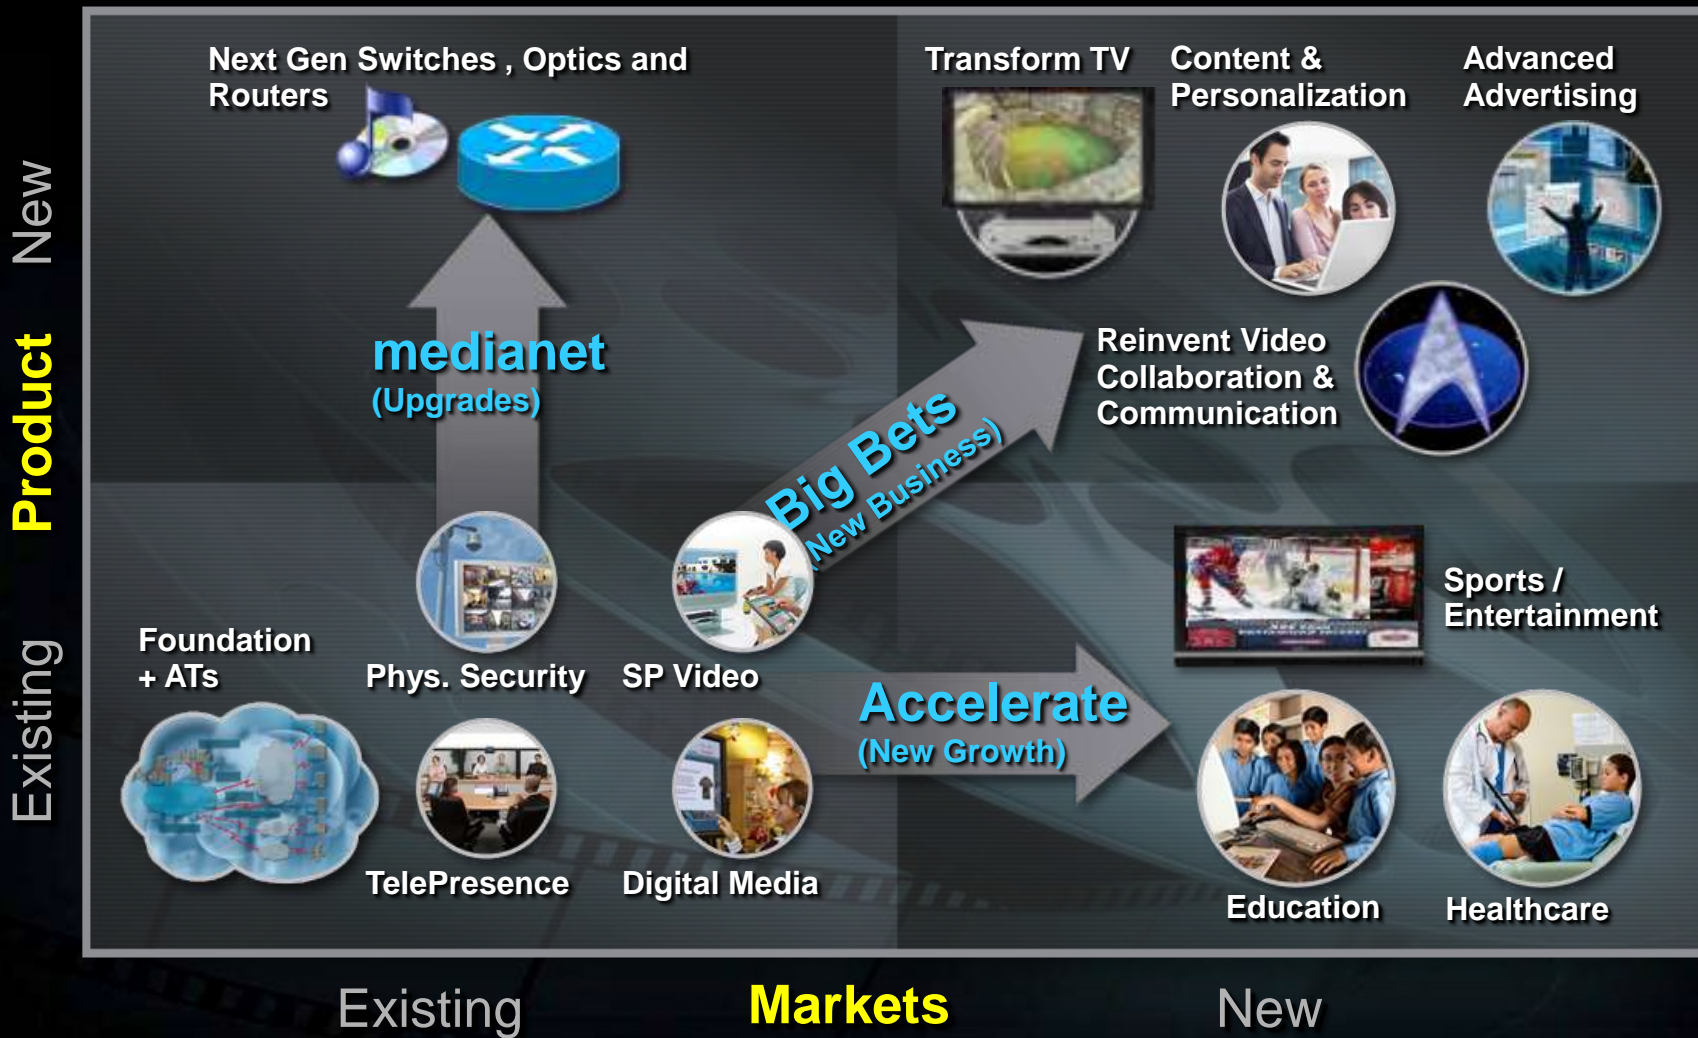 Next Gen Switches , Optics and
Routers
Transform TV
Content &
Personalization
Advanced
Advertising
New
medianet
(Upgrades)
Reinvent Video
Collaboration &
Communication
Product
Big Bets
(New Business)
Sports /
Entertainment
Existing
Foundation
+ ATs
Phys. Security
SP Video
Accelerate
(New Growth)
TelePresence
Digital Media
Education
Healthcare
Existing
Markets
New